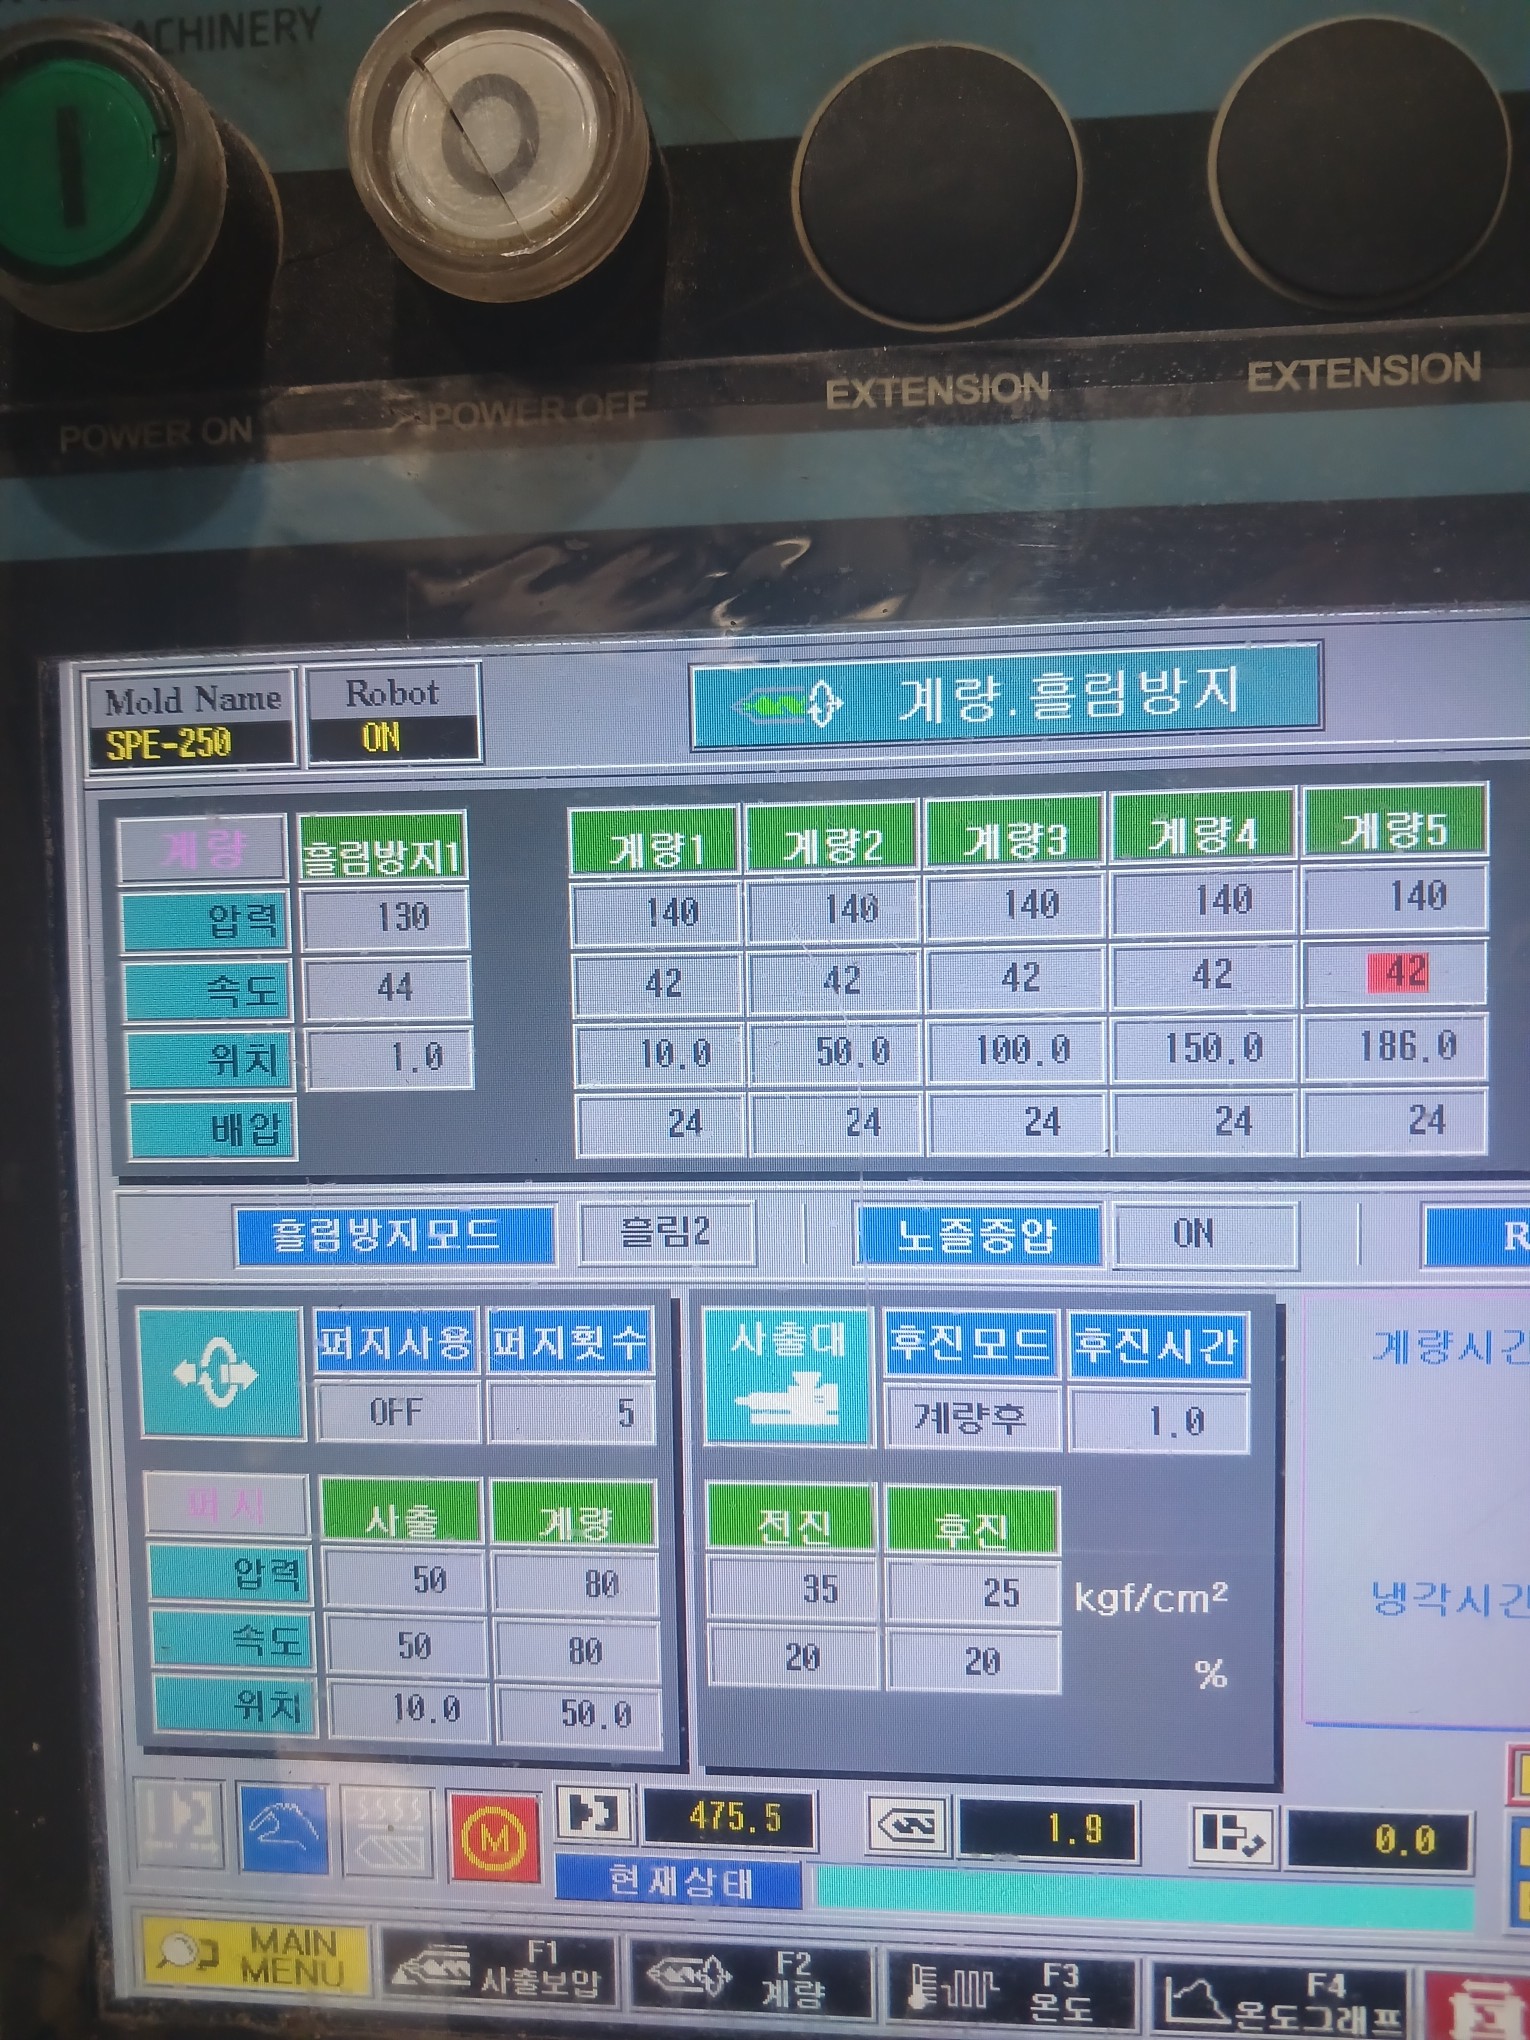 MACHINERY
POWER ON
POWER OFF
EXTENSION
EXTENSION
Mold Name
SPE-250
Robot
ON
계량.흘림방지
계량 흘림방지1 계량1 계량2 계량3 계량4 계량5
압력 130 140 140 140 140 140
속도 44 42 42 42 42 42
위치 1.0 10.0 50.0 100.0 150.0 186.0
배압 24 24 24 24 24
흘림방지모드 흘림2 노즐증압 ON
퍼지사용 퍼지횟수
OFF 5
퍼지 사출 계량
압력 50 80
속도 50 80
위치 10.0 50.0
사출대 후진모드 후진시간
계량후 1.0
전진 후진
35 25 kgf/cm²
20 20 %
계량시간
냉각시간
M
475.5 1.9 0.0
현재상태
MAIN MENU
F1
사출보압
F2
계량
F3
온도
F4
온도그래프